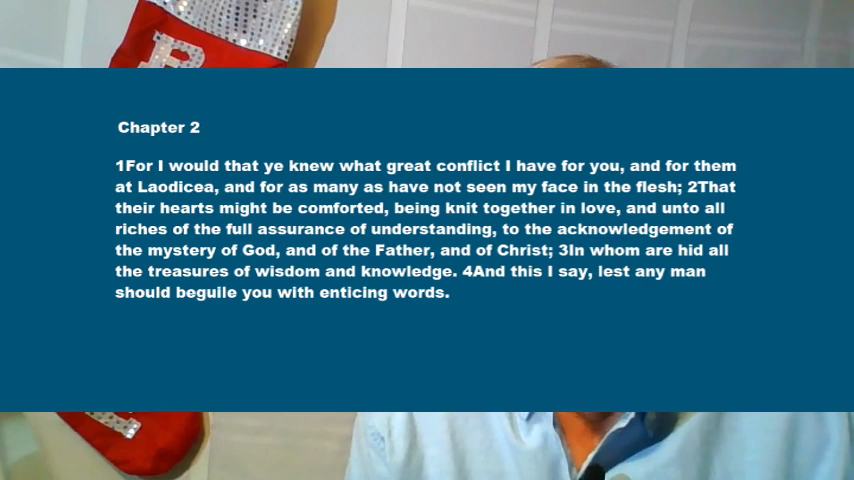 Chapter 2
1For I would that ye knew what great conflict I have for you, and for them
at Laodicea, and for as many as have not seen my face in the flesh; 2That
their hearts might be comforted, being knit together in love, and unto all
riches of the full assurance of understanding, to the acknowledgement of
the mystery of God, and of the Father, and of Christ; 3In whom are hid all
the treasures of wisdom and knowledge. 4And this I say, lest any man
should beguile you with enticing words.